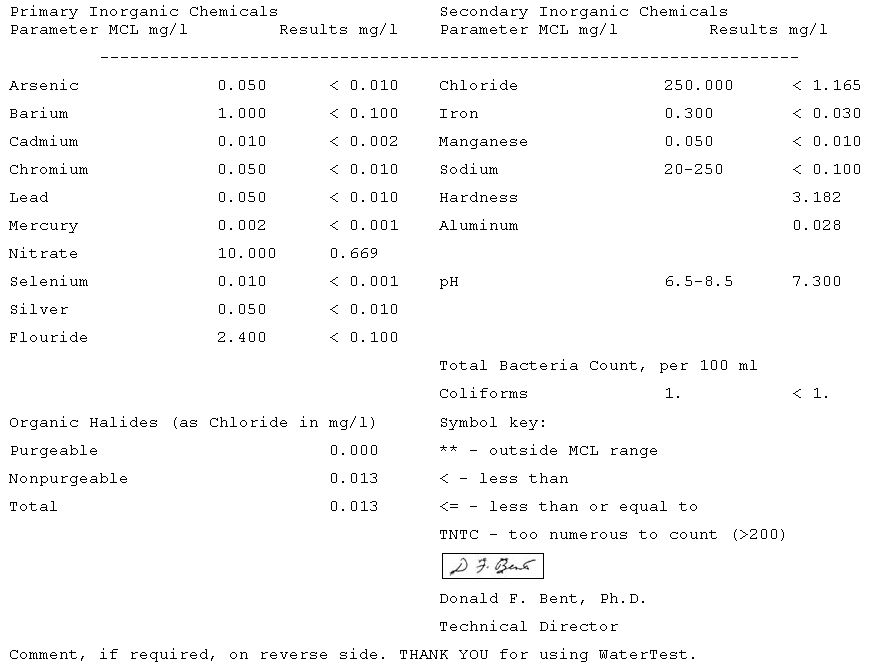 Primary Inorganic Chemicals Secondary Inorganic Chemicals
Parameter MCL mg/l Results mg/l Parameter MCL mg/l Results mg/l
----------------------------------------------------------------------
Arsenic 0.050 < 0.010 Chloride 250.000 < 1.165
Barium 1.000 < 0.100 Iron 0.300 < 0.030
Cadmium 0.010 < 0.002 Manganese 0.050 < 0.010
Chromium 0.050 < 0.010 Sodium 20-250 < 0.100
Lead 0.050 < 0.010 Hardness 3.182
Mercury 0.002 < 0.001 Aluminum 0.028
Nitrate 10.000 0.669
Selenium 0.010 < 0.001 pH 6.5-8.5 7.300
Silver 0.050 < 0.010
Flouride 2.400 < 0.100
Total Bacteria Count, per 100 ml
Coliforms 1. < 1.
Organic Halides (as Chloride in mg/l) Symbol key:
Purgeable 0.000 ** - outside MCL range
Nonpurgeable 0.013 < - less than
Total 0.013 <= - less than or equal to
TNTC - too numerous to count (>200)
D F. Bent
Donald F. Bent, Ph.D.
Technical Director
Comment, if required, on reverse side. THANK YOU for using WaterTest.